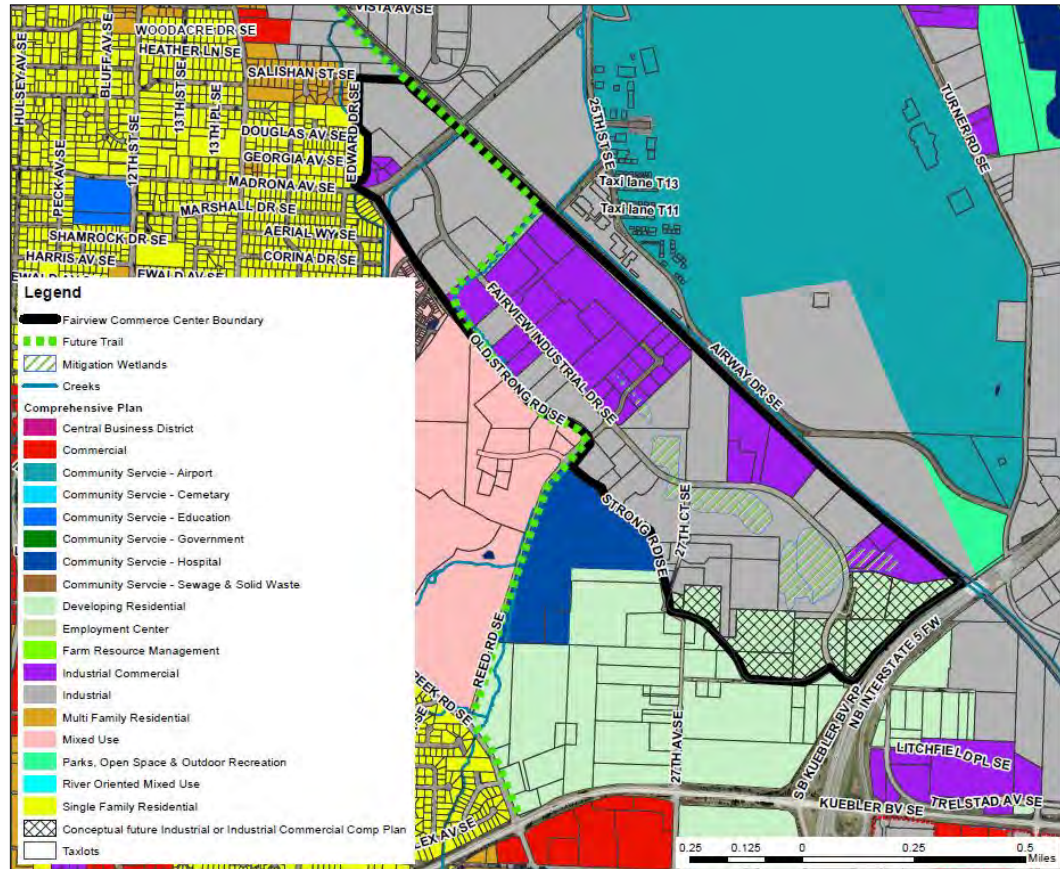 VISTA AV SE
WOODACRE DR SE
HEATHER LN SE
SALISHAN ST SE
HULSEY AV SE
BLUFF AV SE
13TH ST SE
13TH PL SE
12TH ST SE
PECK AV SE
DOUGLAS AV SE
GEORGIA AV SE
MADRONA AV SE
EDWARD DR SE
MARSHALL DR SE
SHAMROCK DR SE
AERIAL WY SE
HARRIS AV SE
CORINA DR SE
EWALD AV SE
25TH ST SE
TURNER RD SE
Taxi lane T13
Taxi lane T11
FAIRVIEW INDUSTRIAL DR SE
OLD STRONG RD SE
AIRWAY DR SE
STRONG RD SE
27TH CT SE
REED RD SE
27TH AV SE
SB KUEBLER BV RP
NB INTERSTATE 5 FW
LITCHFIELD PL SE
KUEBLER BV SE
TRELSTAD AV SE
REEK RD SE
LEX AV SE
Legend
Fairview Commerce Center Boundary
Future Trail
Mitigation Wetlands
Creeks
Comprehensive Plan
Central Business District
Commercial
Community Servcie - Airport
Community Servcie - Cemetary
Community Servcie - Education
Community Servcie - Government
Community Servcie - Hospital
Community Servcie - Sewage & Solid Waste
Developing Residential
Employment Center
Farm Resource Management
Industrial Commercial
Industrial
Multi Family Residential
Mixed Use
Parks, Open Space & Outdoor Recreation
River Oriented Mixed Use
Single Family Residential
Conceptual future Industrial or Industrial Commercial Comp Plan
Taxlots
0.25 0.125 0 0.25 0.5
Miles